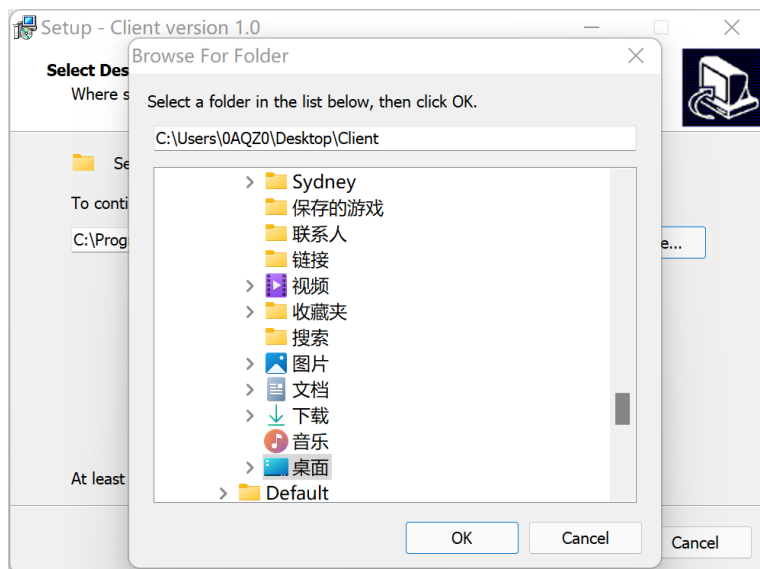 Setup - Client version 1.0
Browse For Folder
Select Des
Where s
Select a folder in the list below, then click OK.
C:\Users\0AQZ0\Desktop\Client
Se
To conti
C:\Prog
e...
Sydney
保存的游戏
联系人
链接
视频
收藏夹
搜索
图片
文档
下载
音乐
桌面
Default
At least
OK
Cancel
Cancel